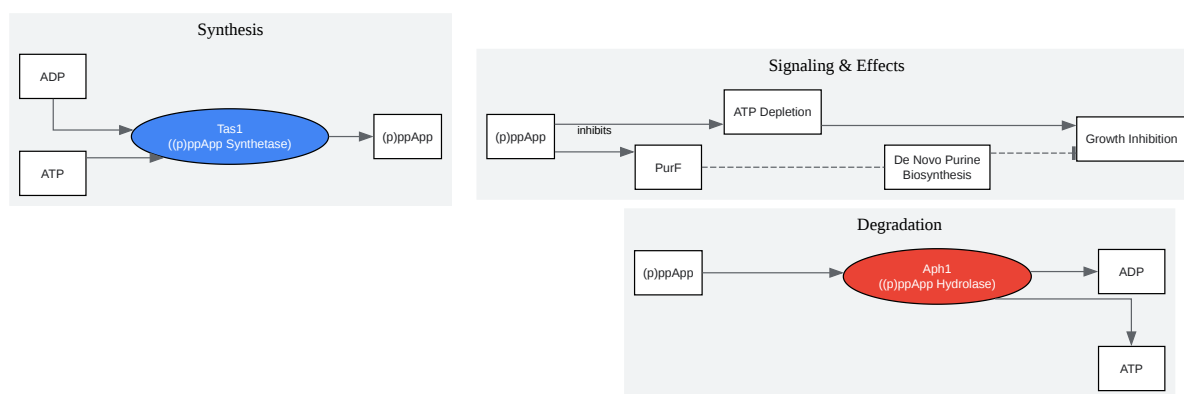 Synthesis
ADP
ATP
Tas1
((p)ppApp Synthetase)
(p)ppApp
Signaling & Effects
(p)ppApp
inhibits
ATP Depletion
PurF
De Novo Purine
Biosynthesis
Growth Inhibition
Degradation
(p)ppApp
Aph1
((p)ppApp Hydrolase)
ADP
ATP